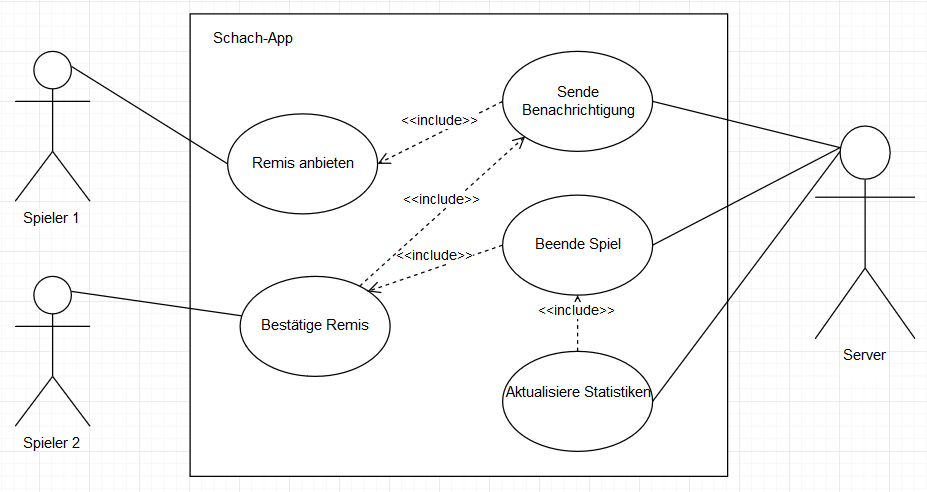 Schach-App
Sende
Benachrichtigung
<<include>>
Remis anbieten
<<include>>
Spieler 1
Beende Spiel
<<include>>
<<include>>
Bestätige Remis
Server
Aktualisiere Statistiken
Spieler 2